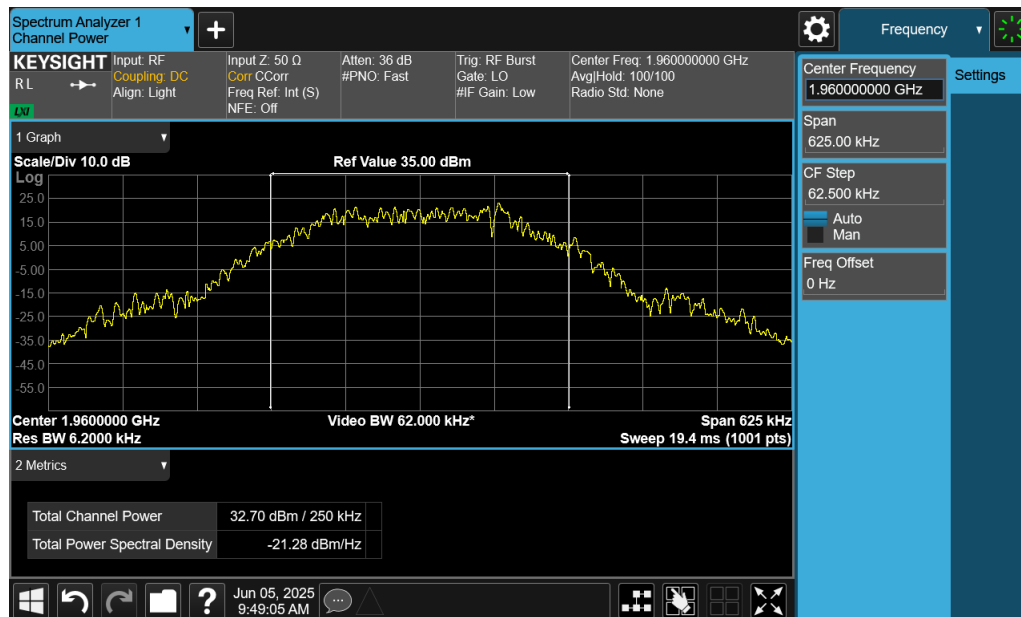 Spectrum Analyzer 1
Channel Power
Frequency
KEYSIGHT
RL
LXI
Input: RF
Coupling: DC
Align: Light
Input Z: 50 Ω
Corr CCorr
Freq Ref: Int (S)
NFE: Off
Atten: 36 dB
#PNO: Fast
Trig: RF Burst
Gate: LO
#IF Gain: Low
Center Freq: 1.960000000 GHz
Avg|Hold: 100/100
Radio Std: None
Center Frequency
1.960000000 GHz
Settings
Span
625.00 kHz
CF Step
62.500 kHz
Auto
Man
Freq Offset
0 Hz
1 Graph
Scale/Div 10.0 dB
Ref Value 35.00 dBm
Log
25.0
15.0
5.00
-5.00
-15.0
-25.0
-35.0
-45.0
-55.0
Center 1.9600000 GHz
Video BW 62.000 kHz*
Span 625 kHz
Res BW 6.2000 kHz
Sweep 19.4 ms (1001 pts)
2 Metrics
Total Channel Power 32.70 dBm / 250 kHz
Total Power Spectral Density -21.28 dBm/Hz
?
Jun 05, 2025
9:49:05 AM